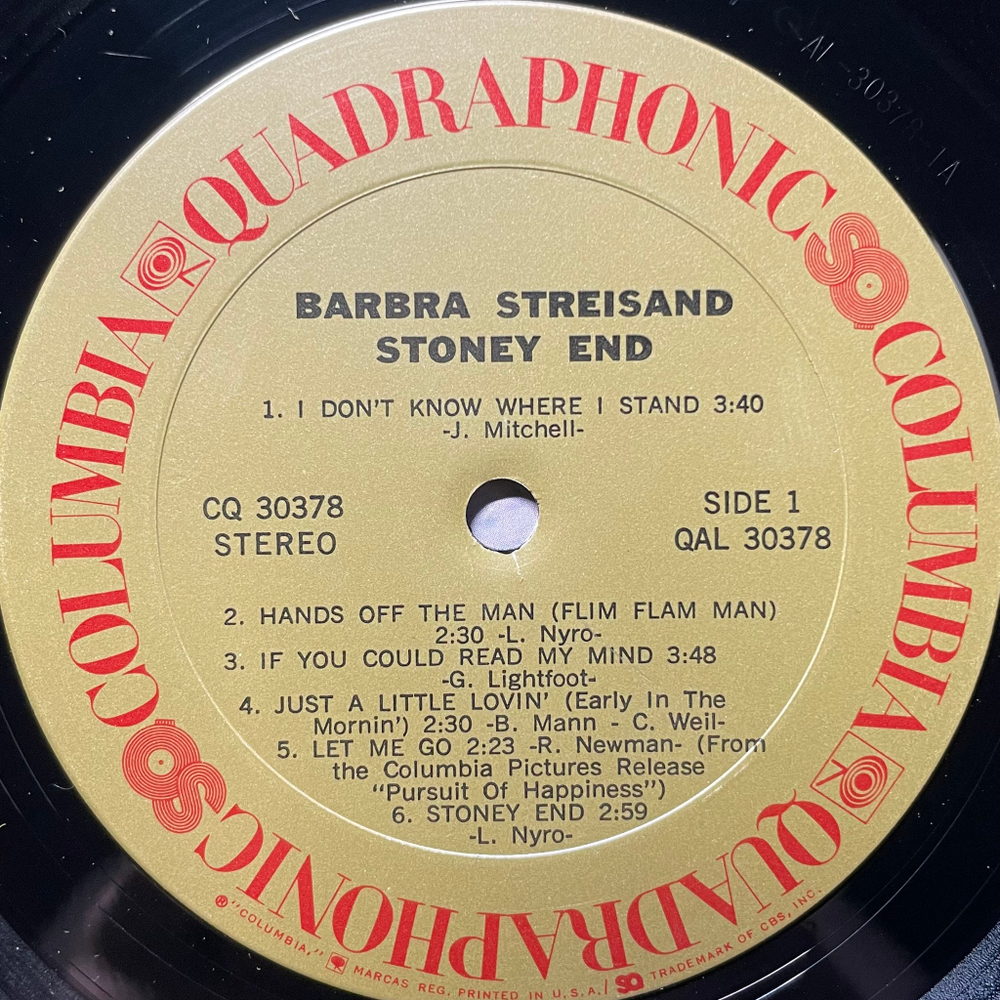 COLUMBIA QUADRAPHONIC SQ
COLUMBIA QUADRAPHONIC SQ
BARBRA STREISAND
STONEY END
1. I DON'T KNOW WHERE I STAND 3:40
-J. Mitchell-
CQ 30378
STEREO
SIDE 1
QAL 30378
2. HANDS OFF THE MAN (FLIM FLAM MAN)
2:30 -L. Nyro-
3. IF YOU COULD READ MY MIND 3:48
-G. Lightfoot-
4. JUST A LITTLE LOVIN' (Early In The
Mornin') 2:30 -B. Mann - C. Weil-
5. LET ME GO 2:23 -R. Newman- (From
the Columbia Pictures Release
"Pursuit Of Happiness")
6. STONEY END 2:59
-L. Nyro-
® "COLUMBIA," MARCAS REG. PRINTED IN U.S.A./ SQ TRADEMARK OF CBS, INC.